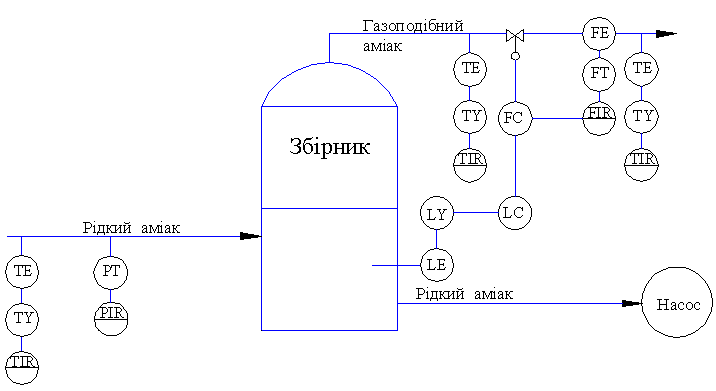 Газоподібний
аміак
FE
TE
FT
TE
TY
FC
FIR
TY
TIR
TIR
Збірник
LY
LC
Рідкий аміак
LE
TE
PT
Рідкий аміак
Насос
TY
PIR
TIR